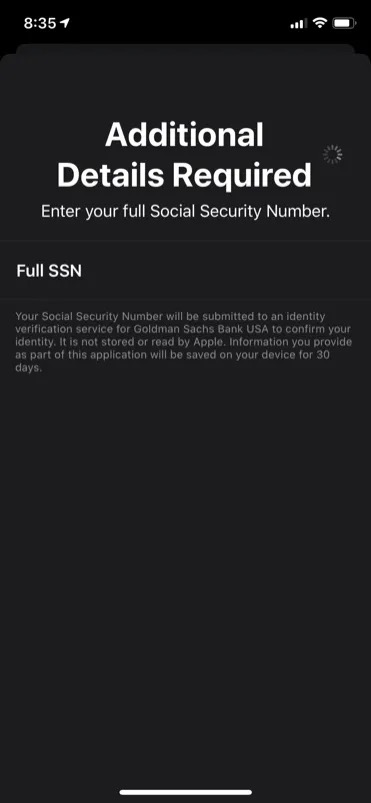 8:35
Additional
Details Required
Enter your full Social Security Number.
Full SSN
Your Social Security Number will be submitted to an identity
verification service for Goldman Sachs Bank USA to confirm your
identity. It is not stored or read by Apple. Information you provide
as part of this application will be saved on your device for 30
days.